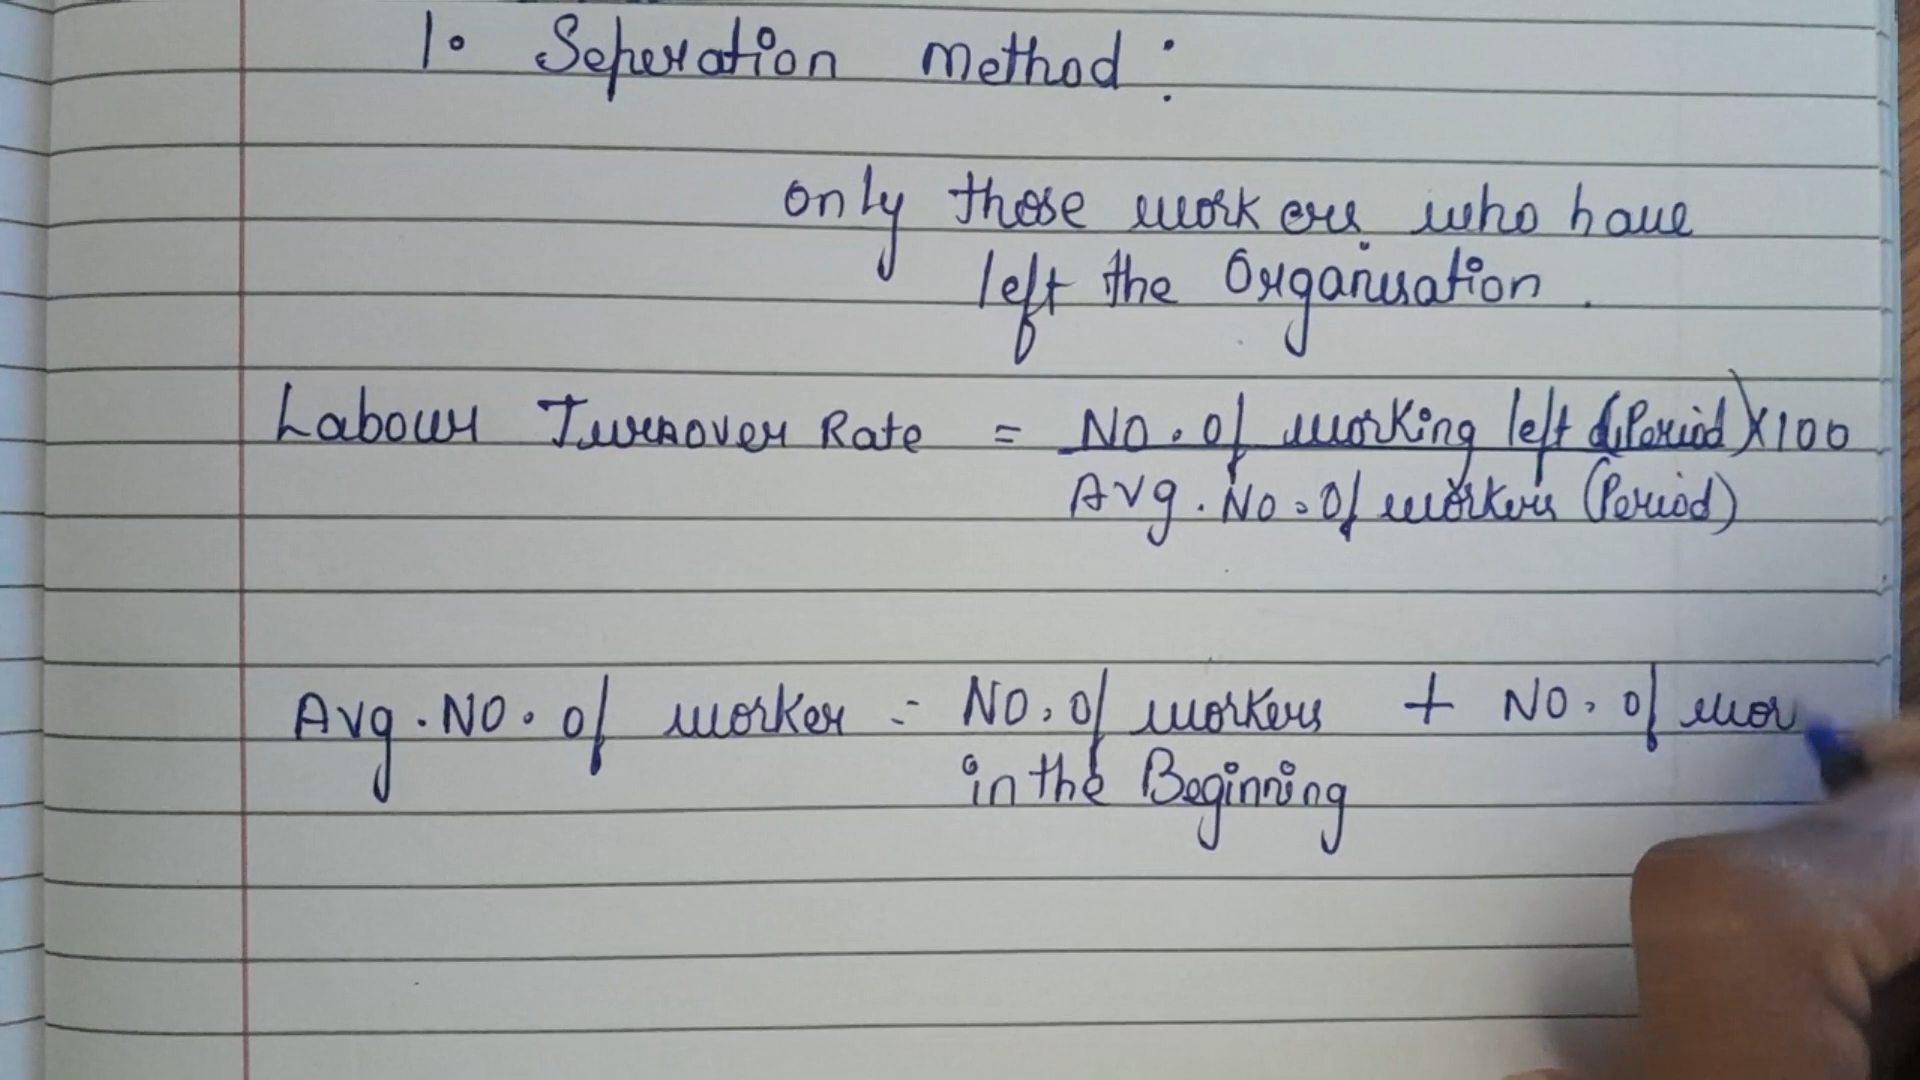 1. Seperation method :
only those workers who have
left the Organisation.
Labour Turnover Rate = No. of working left (Period) × 100
Avg. No. of workers (Period)
Avg. No. of worker = No. of workers + No. of wor
in the Beginning